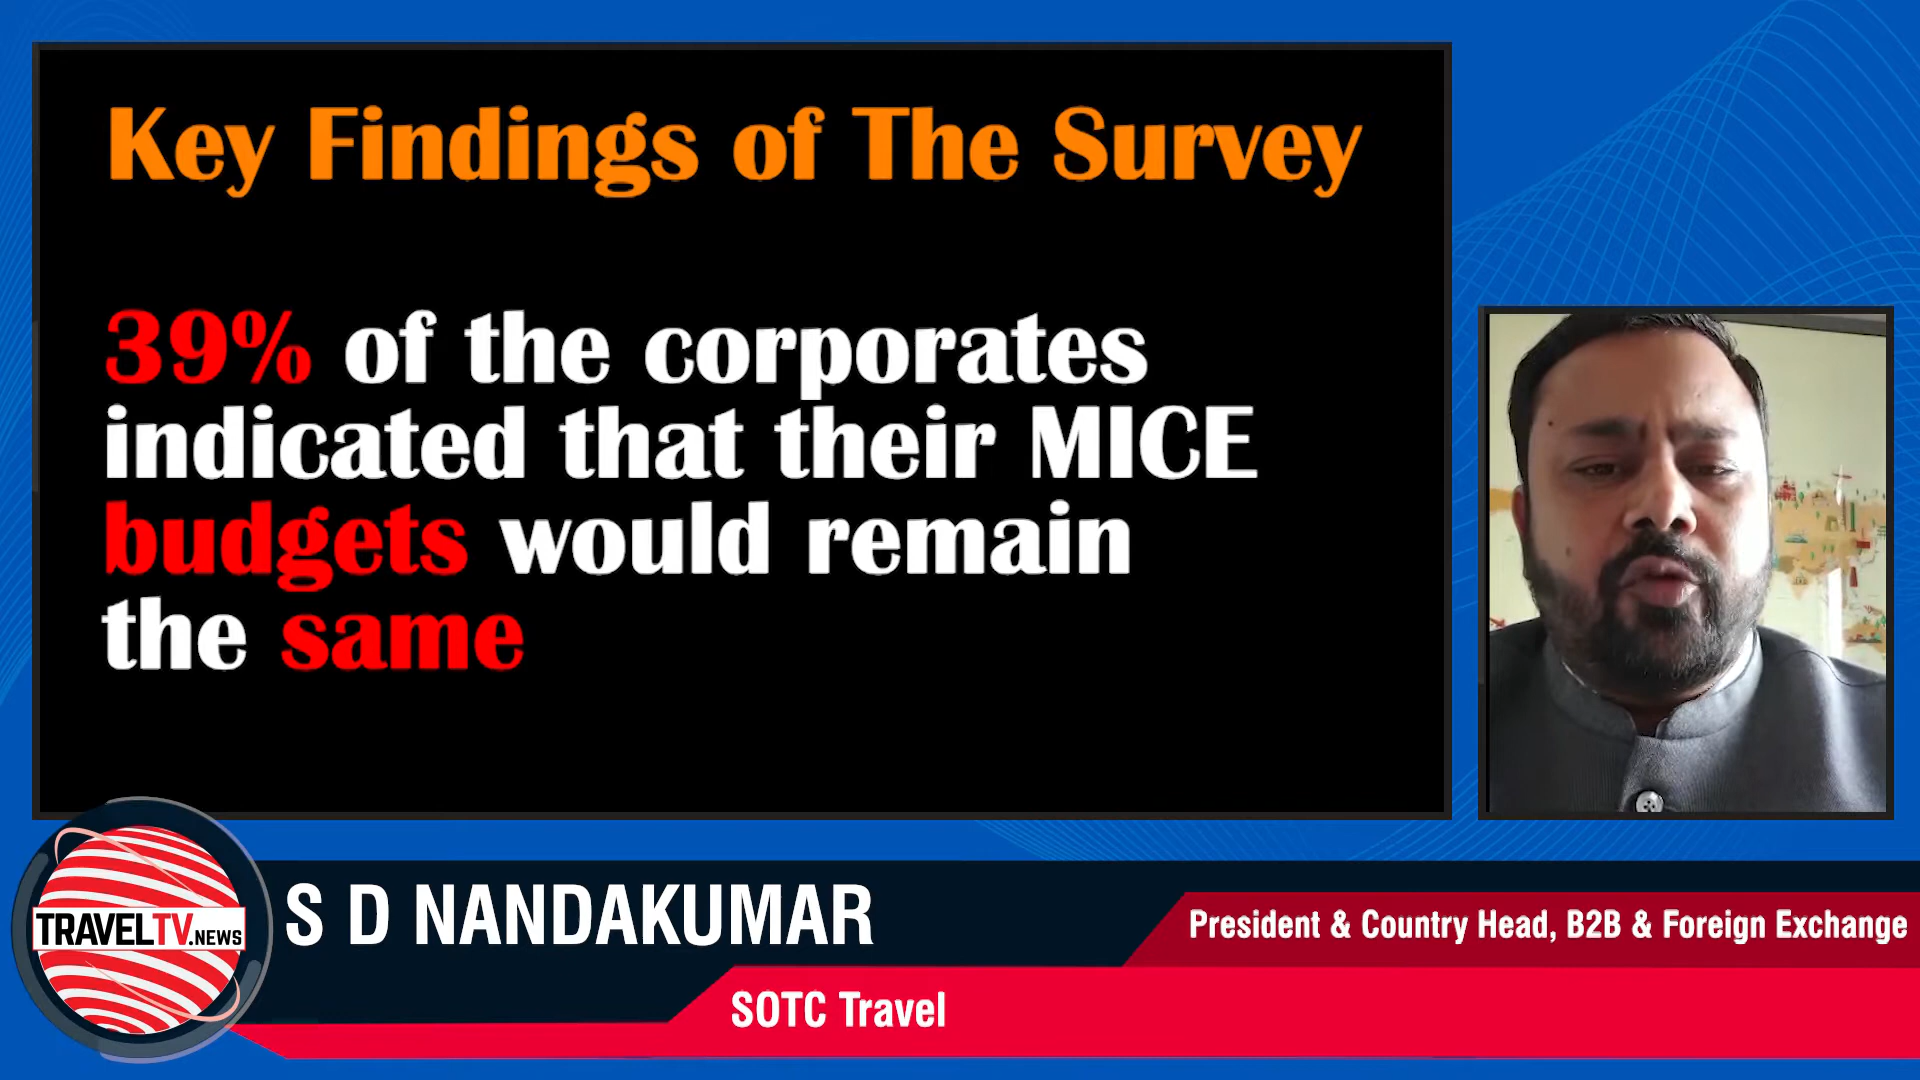 Key Findings of The Survey
39% of the corporates
indicated that their MICE
budgets would remain
the same
TRAVELTV.NEWS
S D NANDAKUMAR
President & Country Head, B2B & Foreign Exchange
SOTC Travel